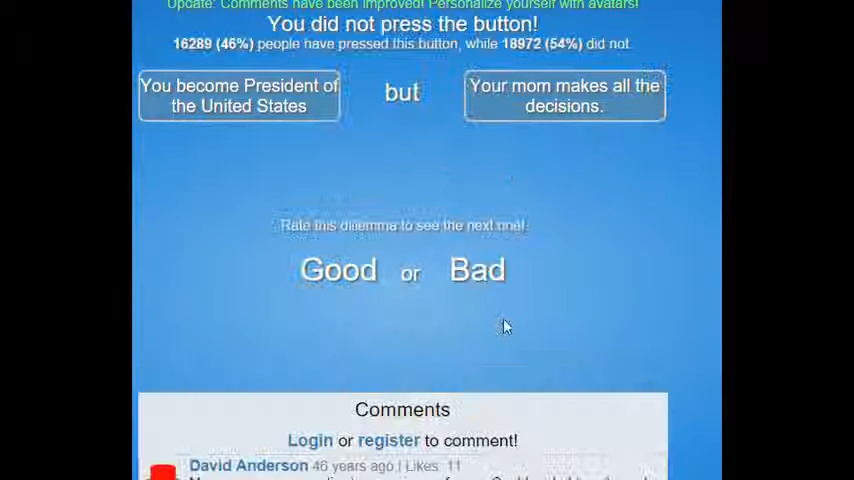 Update: Comments have been improved! Personalize yourself with avatars!
You did not press the button!
16289 (46%) people have pressed this button, while 18972 (54%) did not.
You become President of
the United States
but
Your mom makes all the
decisions.
Rate this dilemma to see the next one!
Good or Bad
Comments
Login or register to comment!
David Anderson 46 years ago | Likes: 11